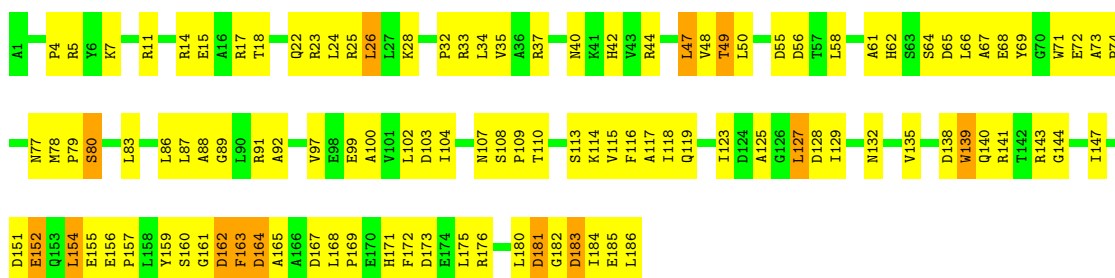 A1 P4 R5 Y6 K7 R11 R14 E15 A16 R17 T18 Q22 R23 L24 R25 L26 L27 K28 P32 R33 L34 V35 A36 R37 N40 K41 H42 V43 R44 L47 V48 T49 L50 D55 D56 T57 L58 A61 H62 S63 S64 D65 L66 A67 E68 Y69 G70 W71 E72 A73
N77 M78 P79 S80 L83 L86 L87 A88 G89 L90 R91 A92 V97 E98 E99 A100 V101 L102 D103 I104 N107 S108 P109 T110 S113 K114 V115 F116 A117 I118 Q119 I123 D124 A125 G126 L127 D128 I129 N132 V135 D138 W139 Q140 R141 T142 R143 G144 I147
D151 E152 Q153 L154 E155 E156 P157 L158 Y159 S160 G161 D162 F163 D164 A165 A166 D167 L168 P169 E170 H171 F172 D173 E174 L175 R176 L180 D181 G182 D183 I184 E185 L186